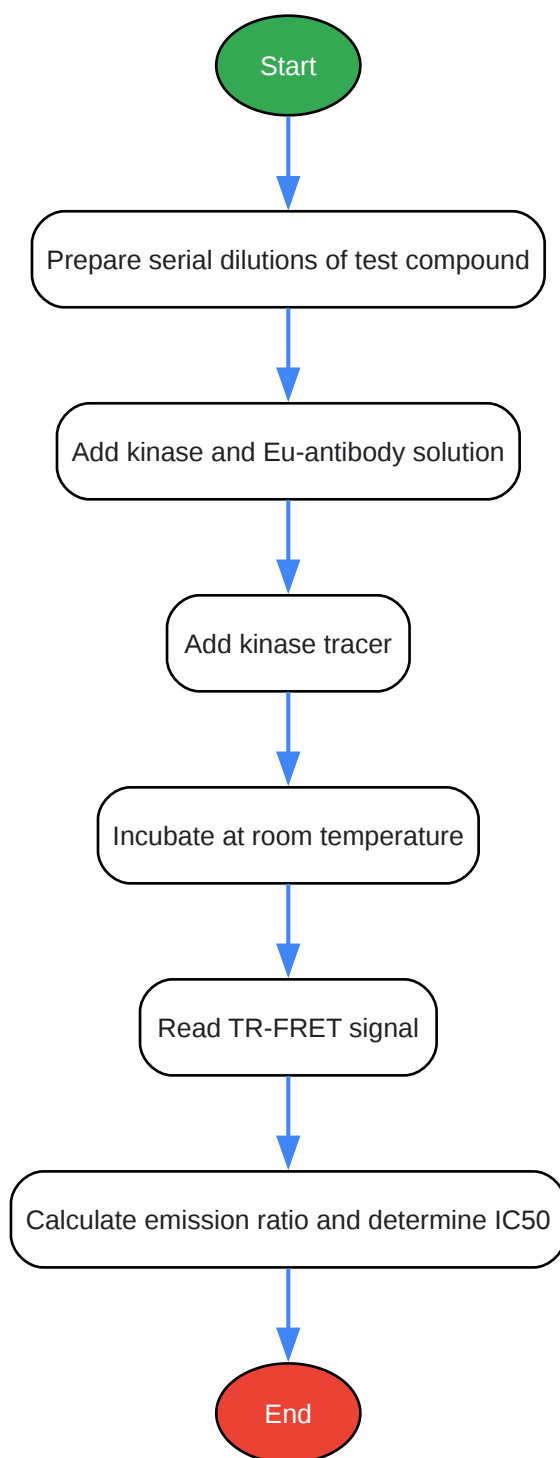 Start
Prepare serial dilutions of test compound
Add kinase and Eu-antibody solution
Add kinase tracer
Incubate at room temperature
Read TR-FRET signal
Calculate emission ratio and determine IC50
End